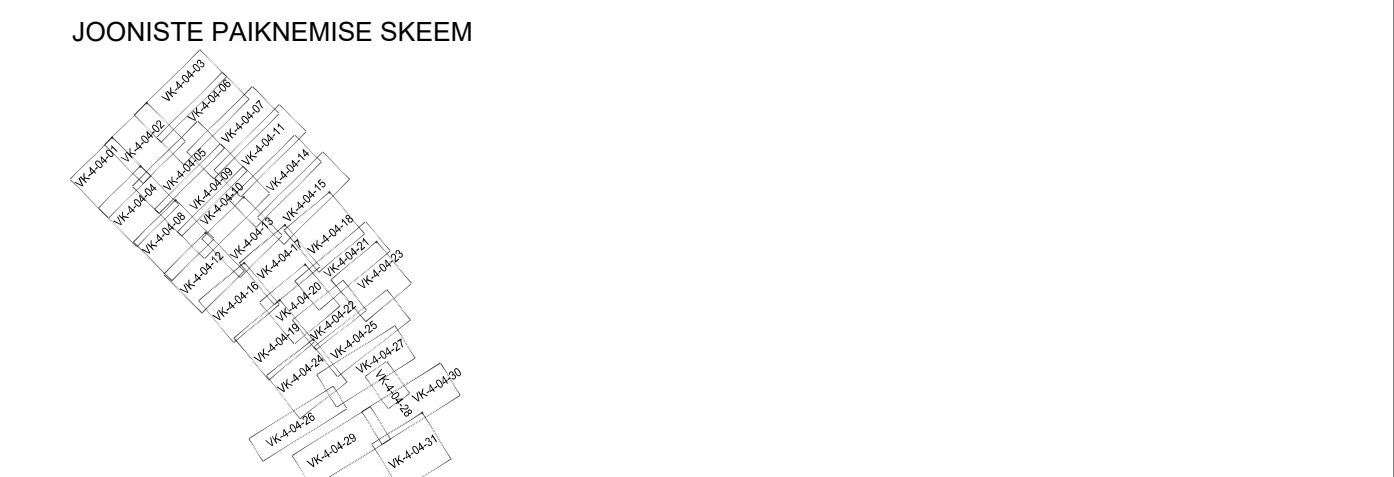 JOONISTE PAIKNEMISE SKEEM
VK-4-04-03
VK-4-04-06
VK-4-04-07
VK-4-04-02
VK-4-04-11
VK-4-04-01
VK-4-04-05
VK-4-04-14
VK-4-04-09
VK-4-04-04
VK-4-04-10
VK-4-04-15
VK-4-04-08
VK-4-04-13
VK-4-04-18
VK-4-04-17
VK-4-04-21
VK-4-04-12
VK-4-04-23
VK-4-04-16
VK-4-04-20
VK-4-04-22
VK-4-04-19
VK-4-04-25
VK-4-04-27
VK-4-04-24
VK-4-04-30
VK-4-04-28
VK-4-04-26
VK-4-04-29
VK-4-04-31